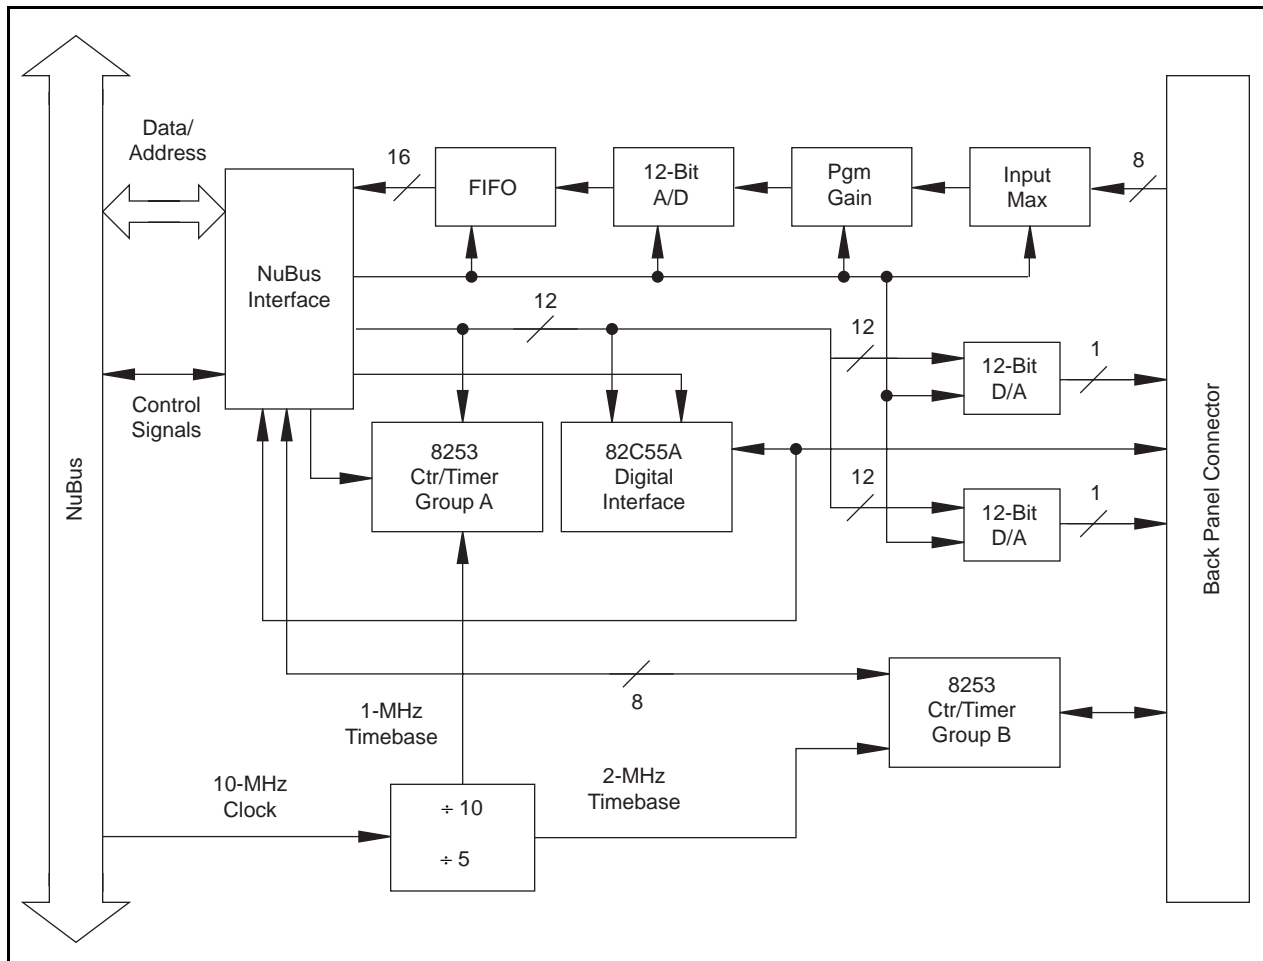 Data/
Address
16
FIFO
12-Bit
A/D
Pgm
Gain
Input
Max
8
NuBus
Interface
12
12
12-Bit
D/A
1
Control
Signals
8253
Ctr/Timer
Group A
82C55A
Digital
Interface
12
12-Bit
D/A
1
NuBus
Back Panel Connector
8
8253
Ctr/Timer
Group B
1-MHz
Timebase
2-MHz
Timebase
10-MHz
Clock
÷ 10
÷ 5